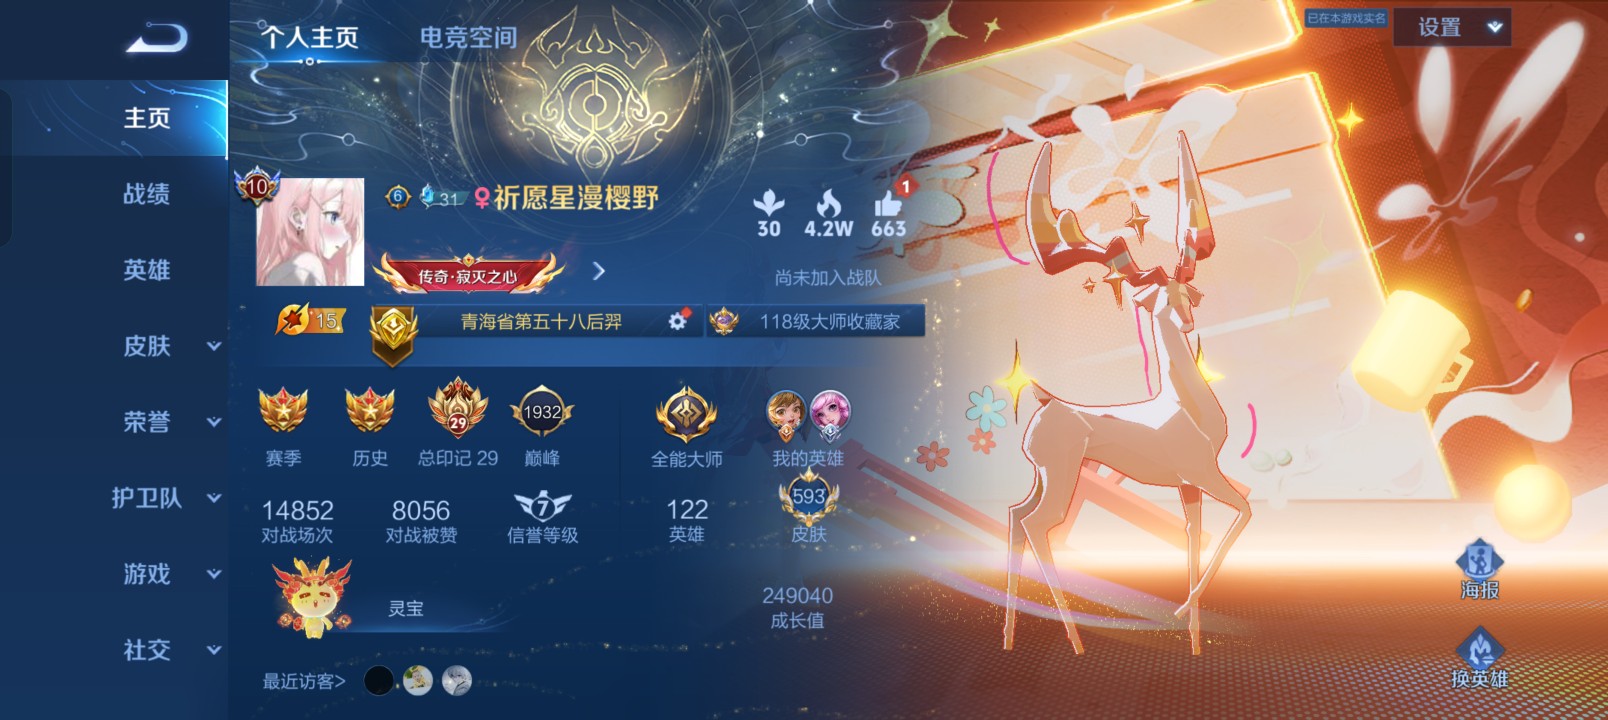 个人主页
电竞空间
已在本游戏实名
设置
主页
战绩
英雄
皮肤
荣誉
护卫队
游戏
社交
10
6
31
祈愿星漫樱野
30
4.2W
663
1
传奇·寂灭之心
尚未加入战队
15
青海省第五十八后羿
118级大师收藏家
29
1932
赛季
历史
总印记 29
巅峰
全能大师
我的英雄
14852
对战场次
8056
对战被赞
7
信誉等级
122
英雄
593
皮肤
灵宝
249040
成长值
最近访客>
海报
换英雄